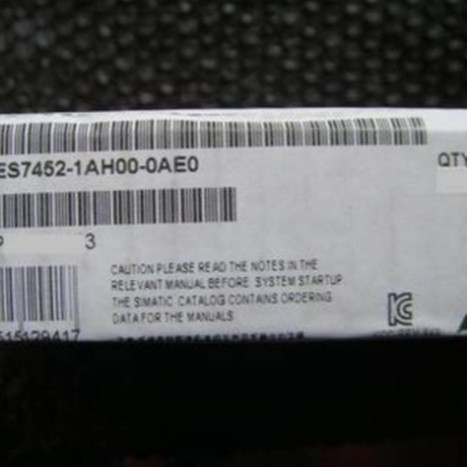 ES7452-1AH00-0AE0
QTY
P 3
CAUTION PLEASE READ THE NOTES IN THE
RELEVANT MANUAL BEFORE SYSTEM STARTUP
THE SIMATIC CATALOG CONTAINS ORDERING
DATA FOR THE MANUALS
515129417